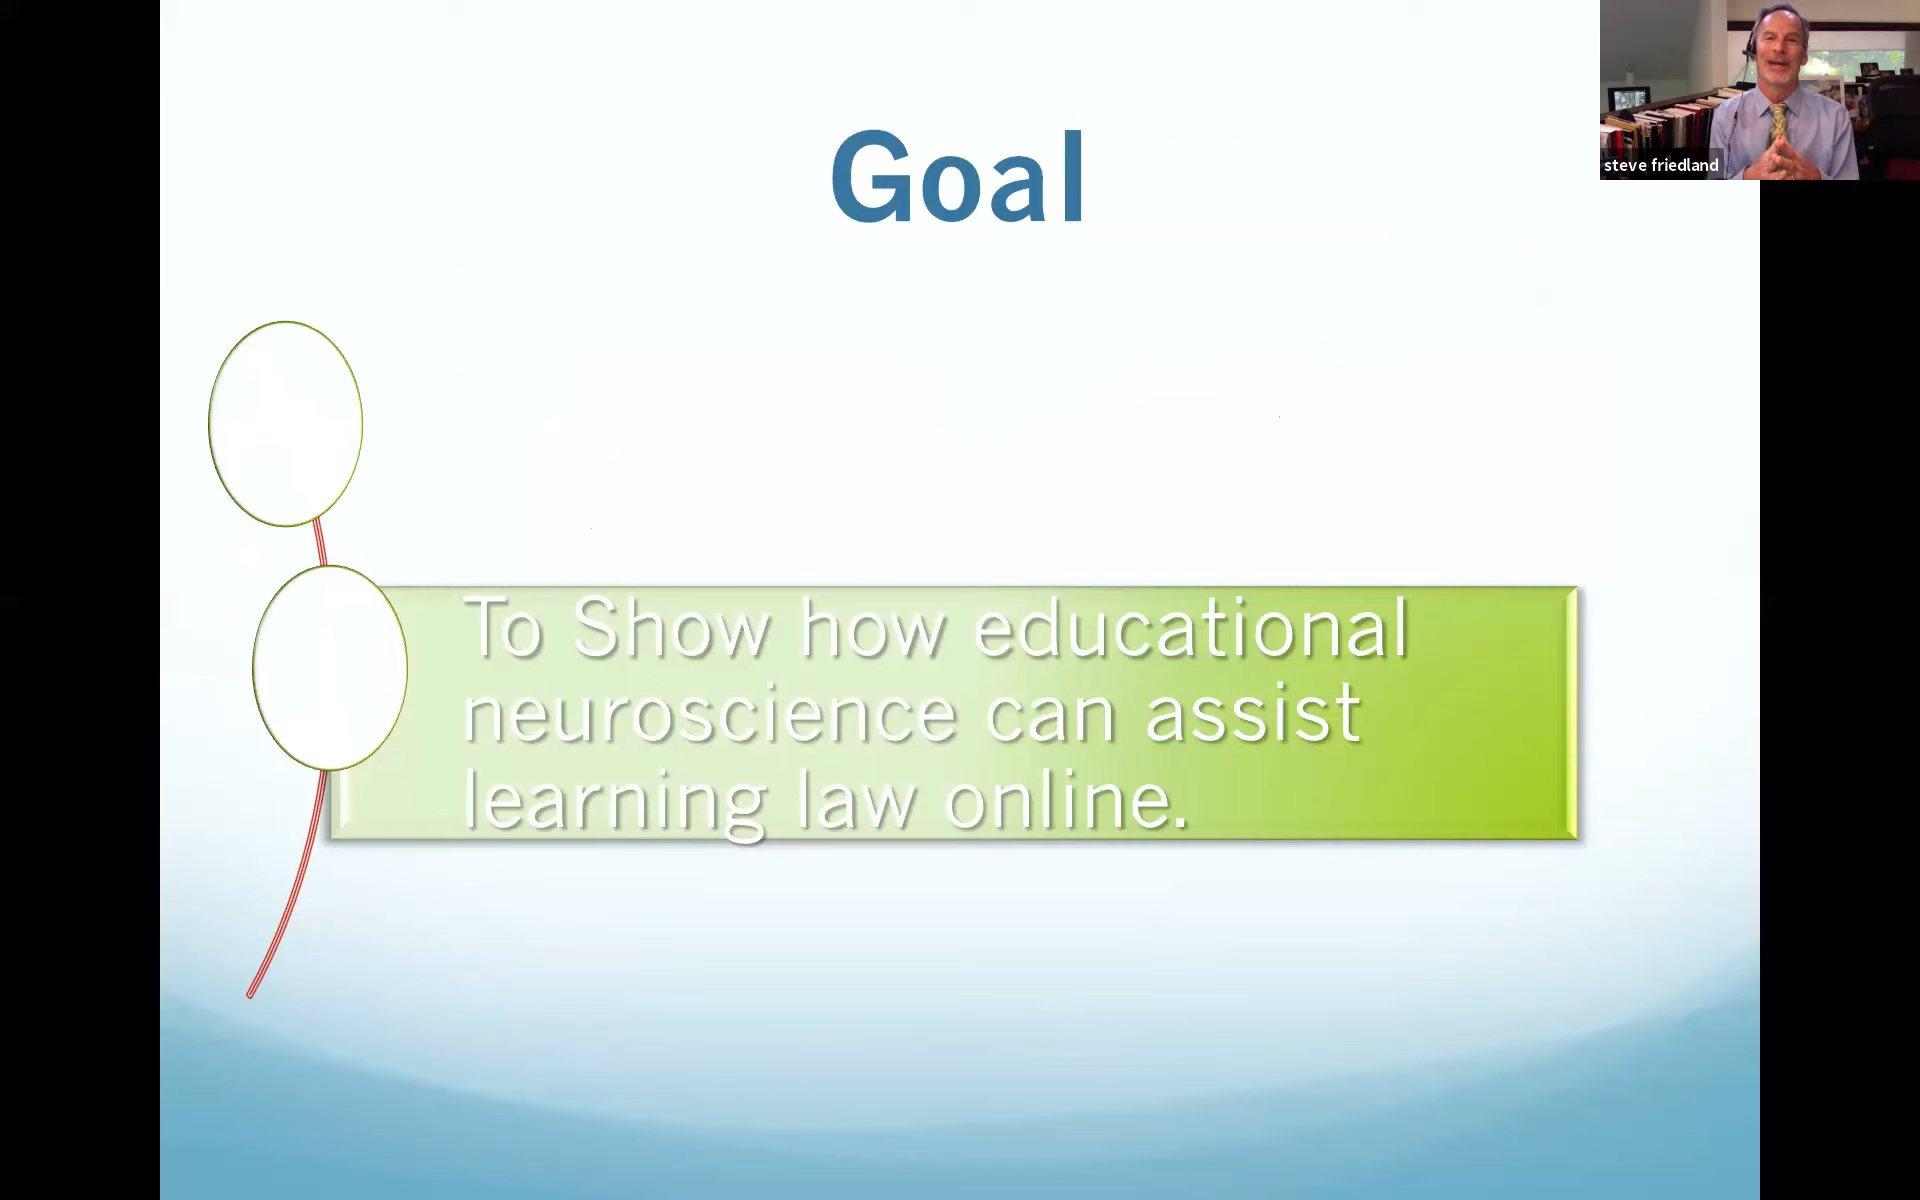 Goal
steve friedland
To Show how educational
neuroscience can assist
learning law online.